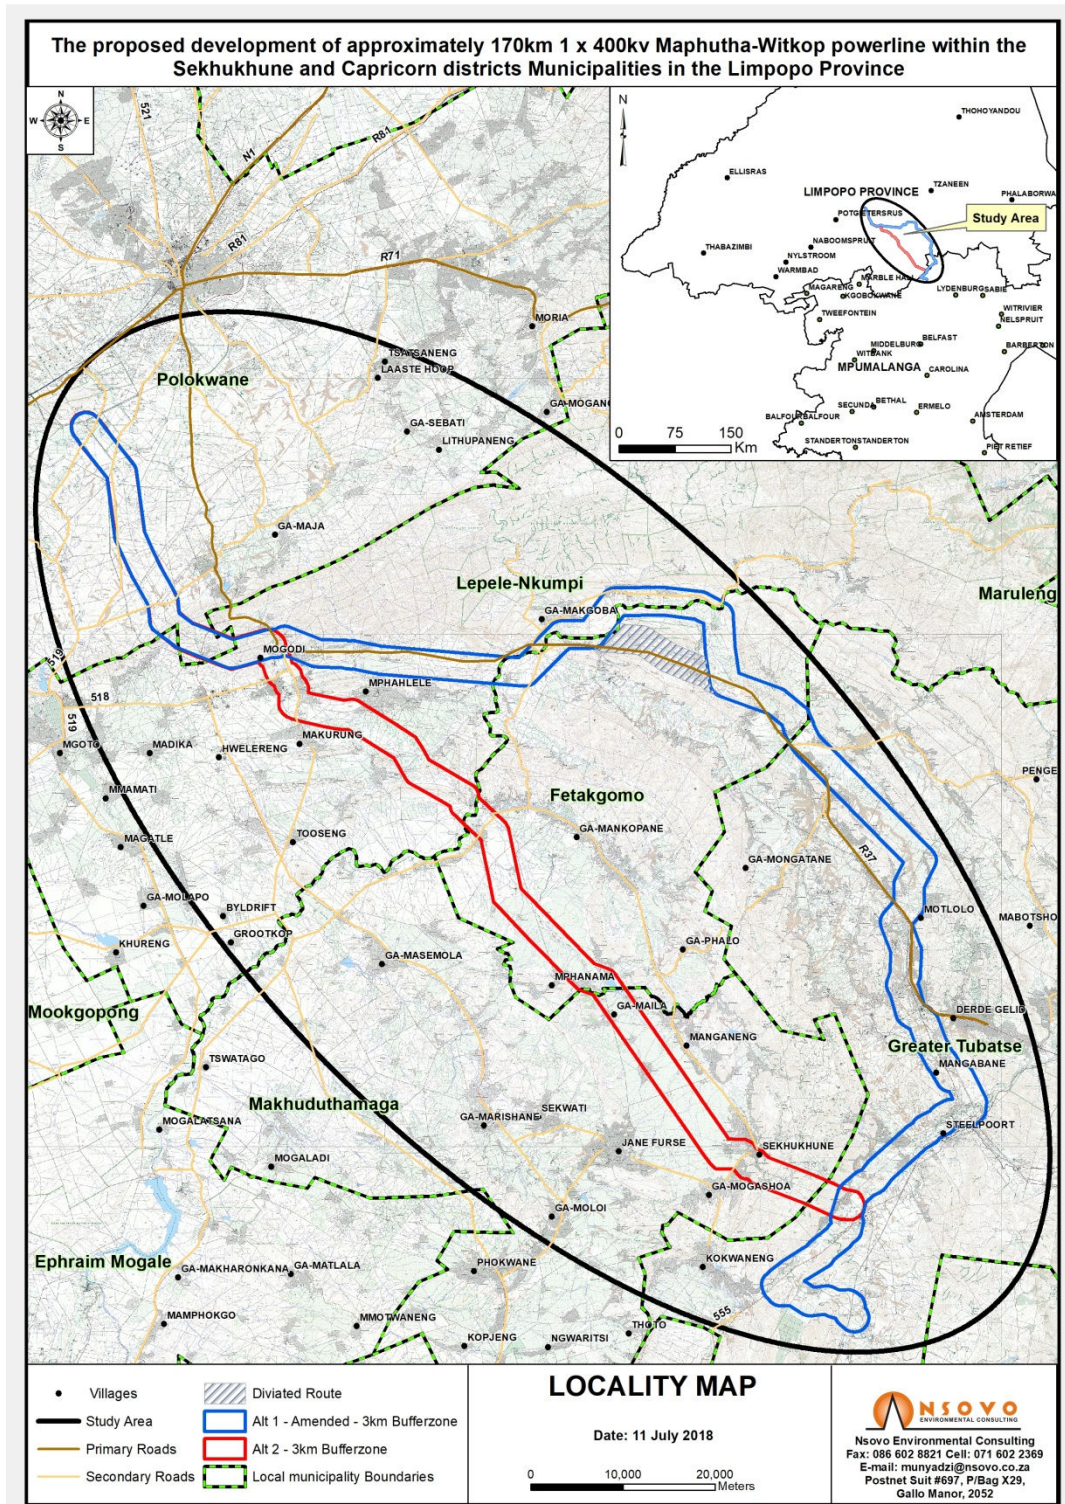 The proposed development of approximately 170km 1 x 400kv Maphutha-Witkop powerline within the
Sekhukhune and Capricorn districts Municipalities in the Limpopo Province
N
W
E
S
521
N1
R81
R81
R71
MORIA
TSATSANENG
LAASTE HOOP
Polokwane
GA-MOGANO
GA-SEBATI
LITHUPANENG
GA-MAJA
N
THOHOYANDOU
ELLISRAS
LIMPOPO PROVINCE
TZANEEN
PHALABORWA
POTGIETERSRUS
Study Area
THABAZIMBI
NABOOMSPRUIT
NYLSTROOM
WARMBAD
MARBLE HALL
MAGARENG
KGOBOKWANE
LYDENBURG
SABIE
TWEEFONTEIN
WITRIVIER
NELSPRUIT
MIDDELBURG
BELFAST
WITBANK
BARBERTON
MPUMALANGA
CAROLINA
SECUNDA
BETHAL
ERMELO
BALFOURBALFOUR
AMSTERDAM
STANDERTONSTANDERTON
PIET RETIEF
0 75 150
Km
Lepele-Nkumpi
Maruleng
GA-MAKGOBA
MOGODI
519
518
519
MPHAHLELE
MAKURUNG
MGOTO
MADIKA
HWELERENG
PENGE
MMAMATI
Fetakgomo
GA-MANKOPANE
TOOSENG
MAGATLE
R37
GA-MONGATANE
GA-MOLAPO
BYLDRIFT
MOTLOLO
MABOTSHO
GROOTKOP
KHURENG
GA-MASEMOLA
GA-PHALO
MPHANAMA
Mookgopong
GA-MAILA
DERDE GELID
MANGANENG
Greater Tubatse
TSWATAGO
MANGABANE
Makhuduthamaga
SEKWATI
GA-MARISHANE
MOGALATSANA
STEELPOORT
JANE FURSE
SEKHUKHUNE
MOGALADI
GA-MOGASHOA
GA-MOLOI
Ephraim Mogale
KOKWANENG
PHOKWANE
GA-MAKHARONKANA
GA-MATLALA
555
MAMPHOKGO
MMOTWANENG
THOTO
KOPJENG
NGWARITSI
Villages
Study Area
Primary Roads
Secondary Roads
Diviated Route
Alt 1 - Amended - 3km Bufferzone
Alt 2 - 3km Bufferzone
Local municipality Boundaries
LOCALITY MAP
Date: 11 July 2018
0 10,000 20,000
Meters
NSOVO
ENVIRONMENTAL CONSULTING
Nsovo Environmental Consulting
Fax: 086 602 8821 Cell: 071 602 2369
E-mail: munyadzi@nsovo.co.za
Postnet Suit #697, P/Bag X29,
Gallo Manor, 2052